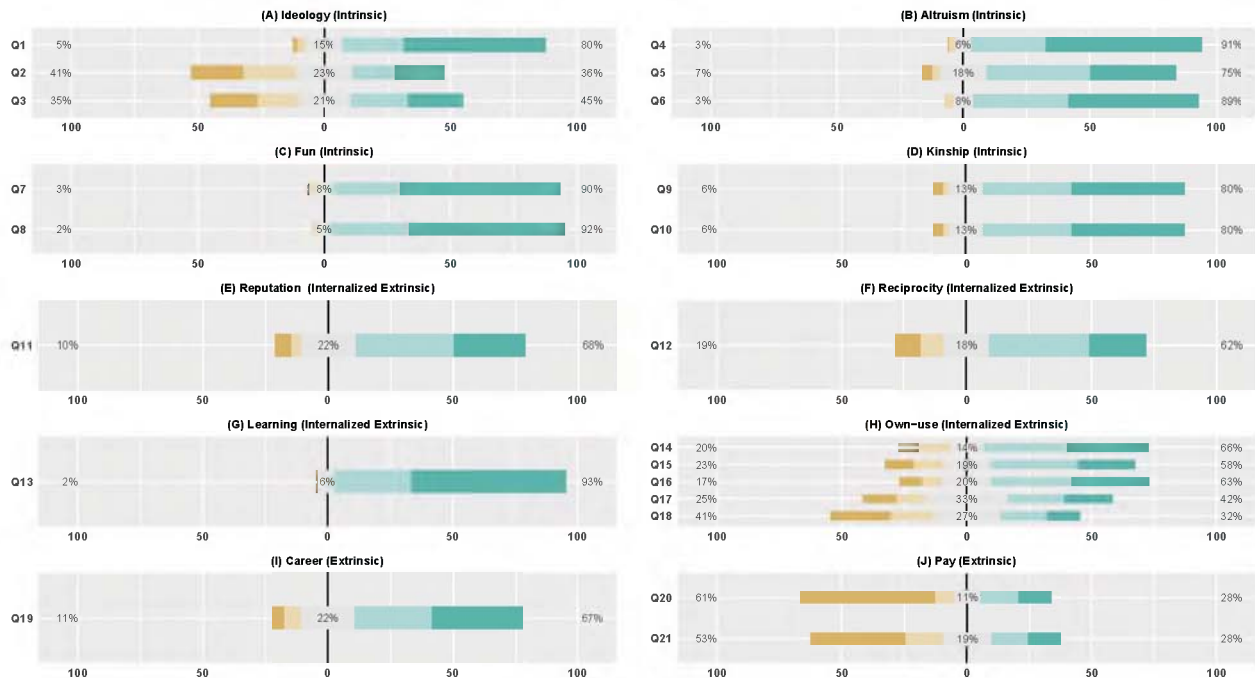 (A) Ideology (Intrinsic)
Q1 5% 15% 80%
Q2 41% 23% 36%
Q3 35% 21% 45%
100 50 0 50 100
(B) Altruism (Intrinsic)
Q4 3% 6% 91%
Q5 7% 18% 75%
Q6 3% 8% 89%
100 50 0 50 100
(C) Fun (Intrinsic)
Q7 3% 8% 90%
Q8 2% 5% 92%
100 50 0 50 100
(D) Kinship (Intrinsic)
Q9 6% 13% 80%
Q10 6% 13% 80%
100 50 0 50 100
(E) Reputation (Internalized Extrinsic)
Q11 10% 22% 68%
100 50 0 50 100
(F) Reciprocity (Internalized Extrinsic)
Q12 19% 18% 62%
100 50 0 50 100
(G) Learning (Internalized Extrinsic)
Q13 2% 6% 93%
100 50 0 50 100
(H) Own-use (Internalized Extrinsic)
Q14 20% 14% 66%
Q15 23% 19% 58%
Q16 17% 20% 63%
Q17 25% 33% 42%
Q18 41% 27% 32%
100 50 0 50 100
(I) Career (Extrinsic)
Q19 11% 22% 67%
100 50 0 50 100
(J) Pay (Extrinsic)
Q20 61% 11% 28%
Q21 53% 19% 28%
100 50 0 50 100